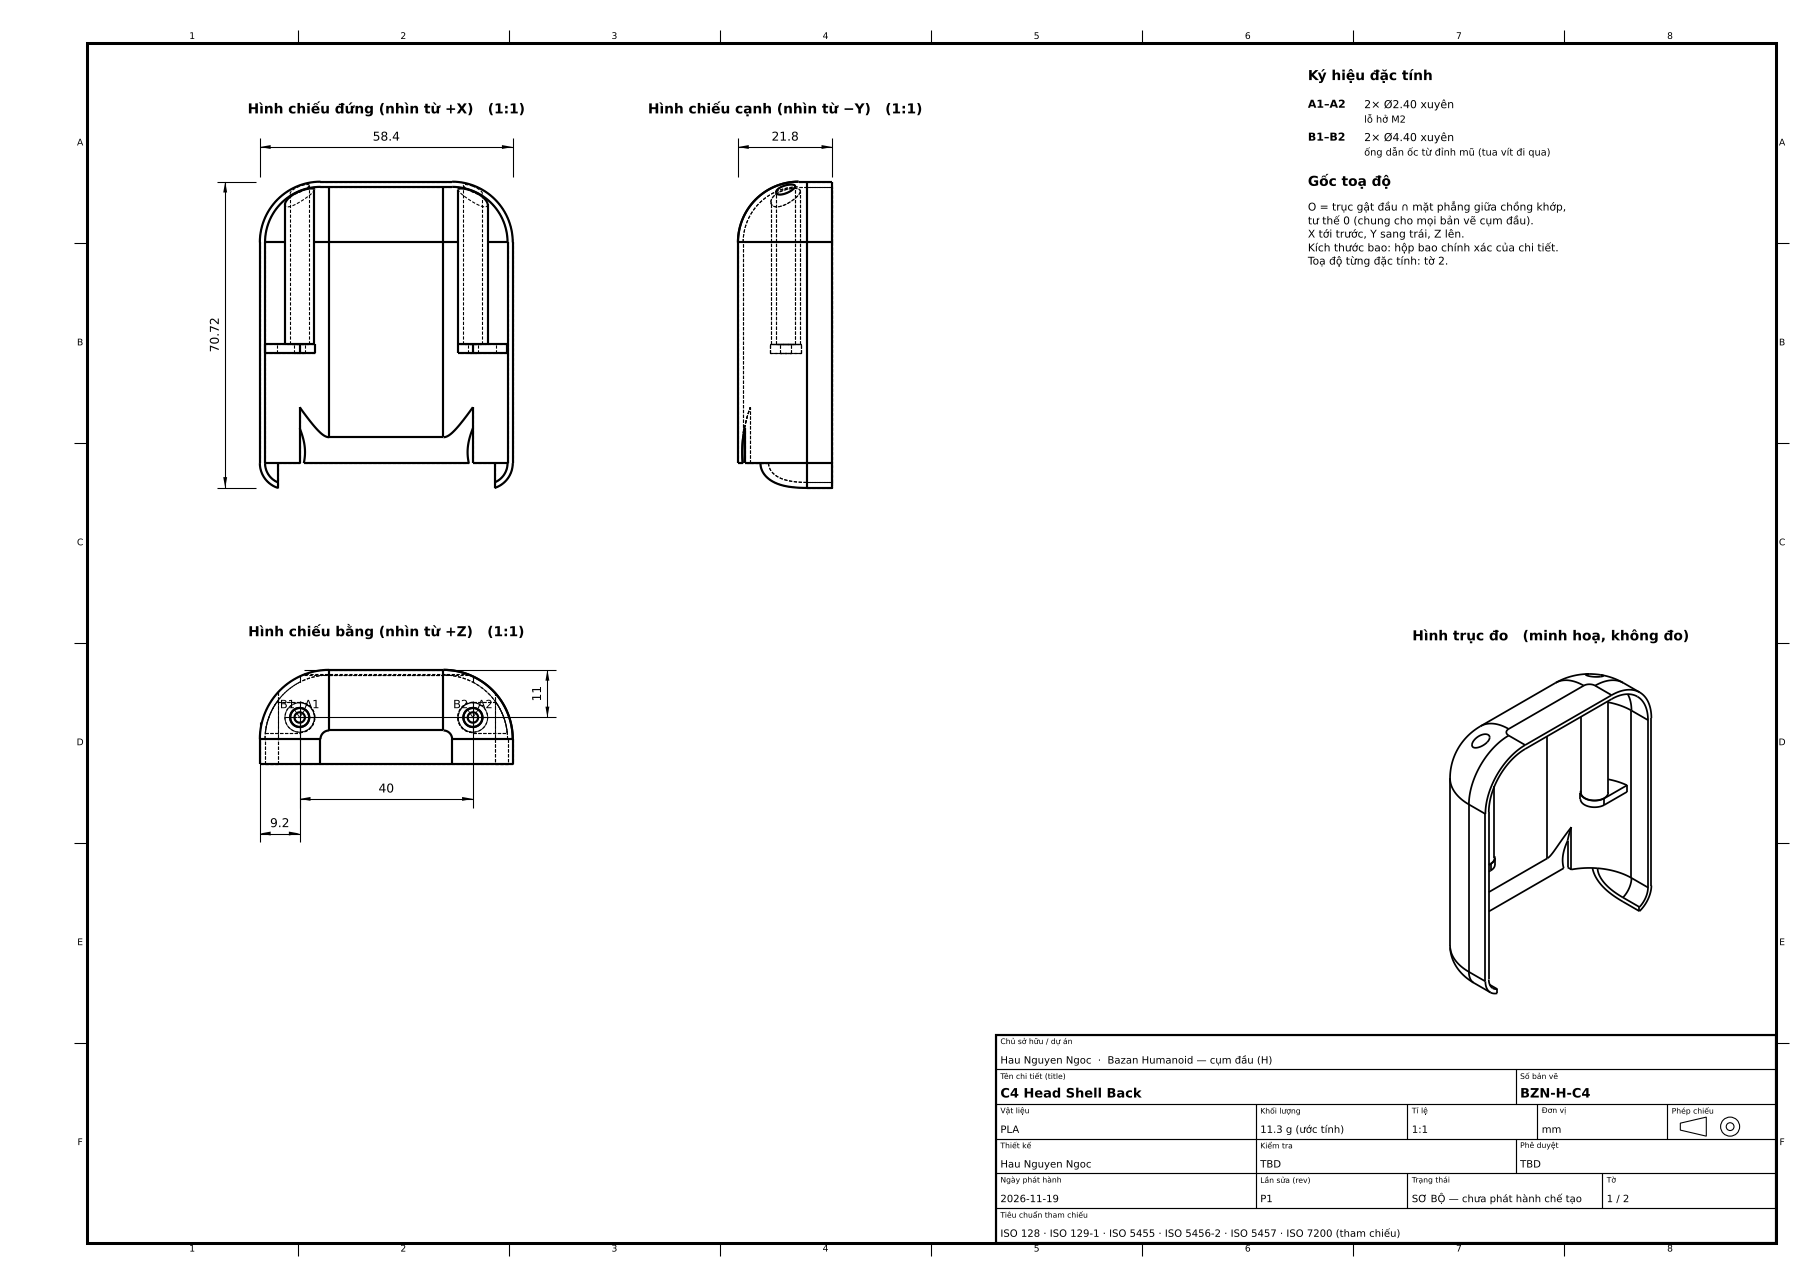 1 2 3 4 5 6 7 8
Ký hiệu đặc tính
A1–A2 2× Ø2.40 xuyên
lỗ hở M2
B1–B2 2× Ø4.40 xuyên
ống dẫn ốc từ đỉnh mũ (tua vít đi qua)
Gốc toạ độ
O = trục gật đầu ∩ mặt phẳng giữa chồng khớp,
tư thế 0 (chung cho mọi bản vẽ cụm đầu).
X tới trước, Y sang trái, Z lên.
Kích thước bao: hộp bao chính xác của chi tiết.
Toạ độ từng đặc tính: tờ 2.
Hình chiếu đứng (nhìn từ +X) (1:1)
58.4
70.72
Hình chiếu cạnh (nhìn từ −Y) (1:1)
21.8
A A
B B
C C
D D
E E
F F
Hình chiếu bằng (nhìn từ +Z) (1:1)
B1 A1
B2 A2
11
40
9.2
Hình trục đo (minh hoạ, không đo)
Chủ sở hữu / dự án
Hau Nguyen Ngoc · Bazan Humanoid — cụm đầu (H)
Tên chi tiết (title) Số bản vẽ
C4 Head Shell Back BZN-H-C4
Vật liệu Khối lượng Tỉ lệ Đơn vị Phép chiếu
PLA 11.3 g (ước tính) 1:1 mm
Thiết kế Kiểm tra Phê duyệt
Hau Nguyen Ngoc TBD TBD
Ngày phát hành Lần sửa (rev) Trạng thái Tờ
2026-11-19 P1 SƠ BỘ — chưa phát hành chế tạo 1 / 2
Tiêu chuẩn tham chiếu
ISO 128 · ISO 129-1 · ISO 5455 · ISO 5456-2 · ISO 5457 · ISO 7200 (tham chiếu)
1 2 3 4 5 6 7 8